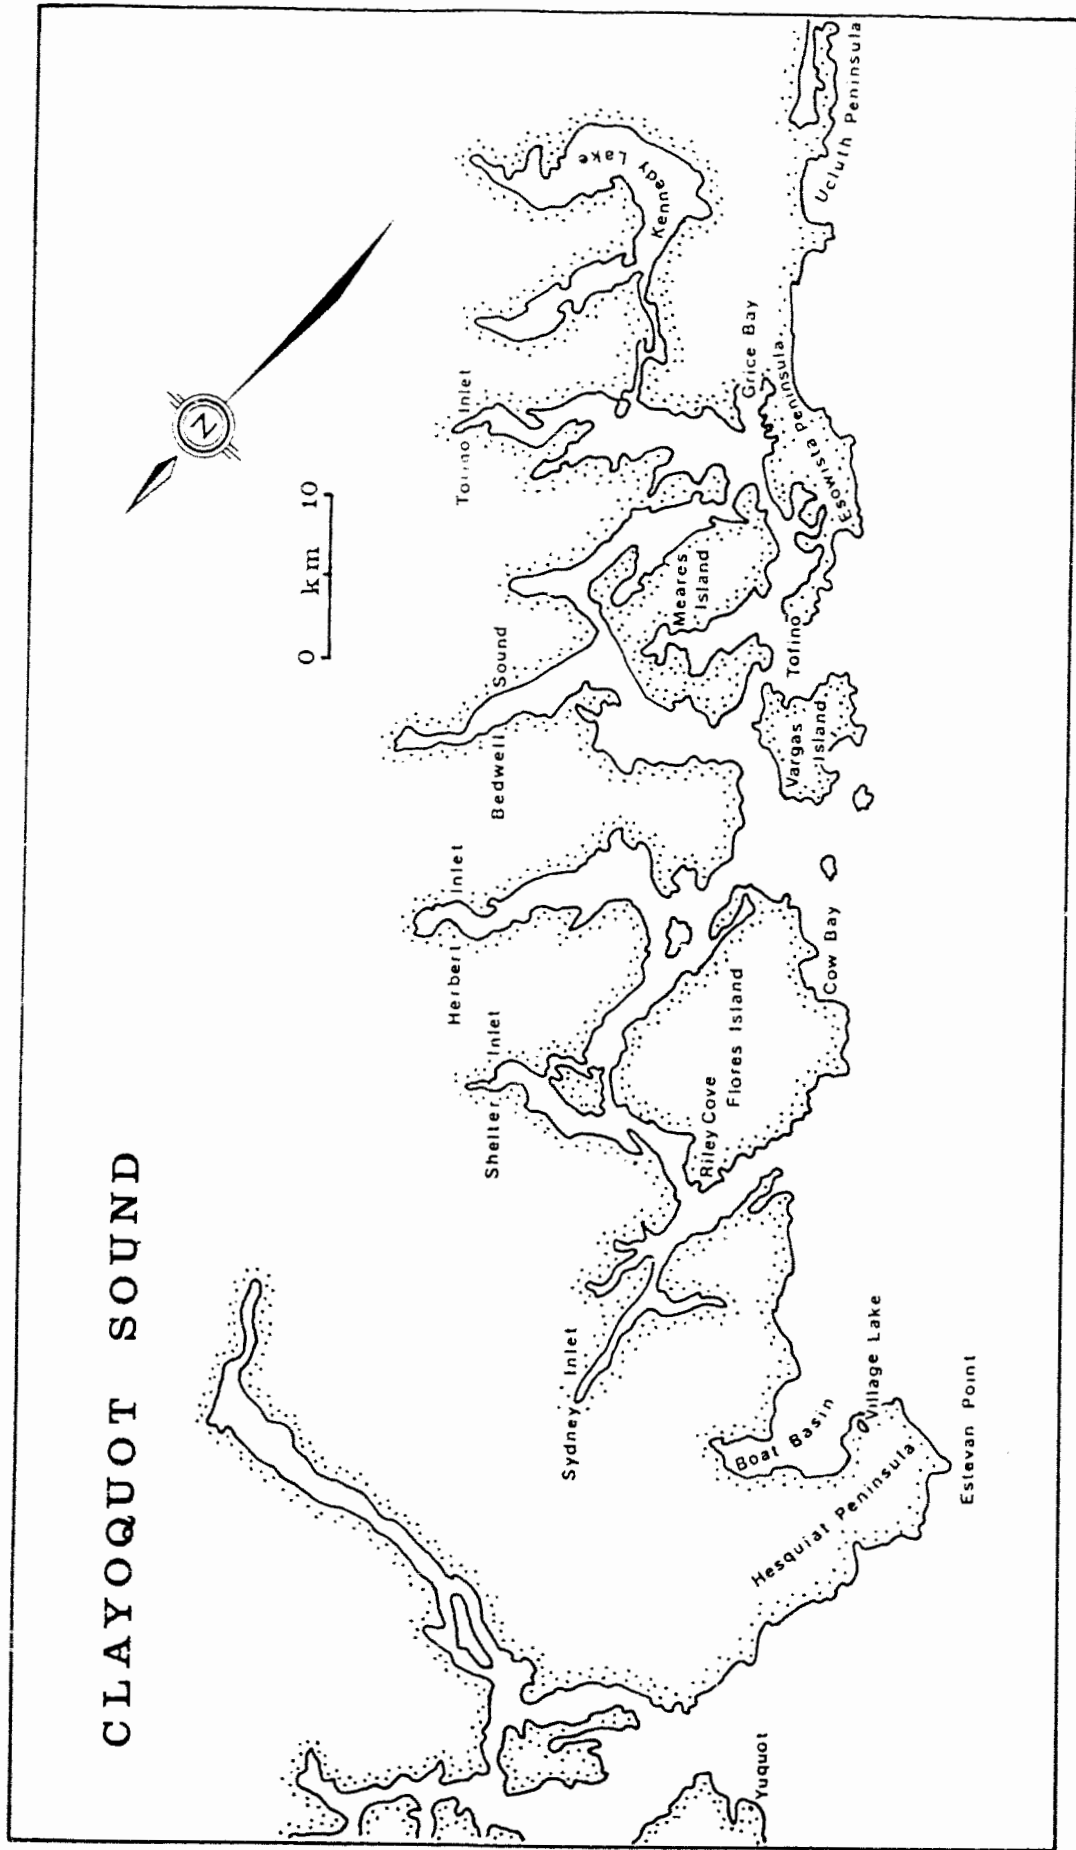 CLAYOQUOT SOUND
0 km 10
N
Yuquot
Hesquiat Peninsula
Estevan Point
Village Lake
Boat Basin
Sydney Inlet
Shelter Inlet
Riley Cove
Flores Island
Cow Bay
Herbert Inlet
Bedwell Sound
Vargas
Island
Tofino
Meares
Island
Tofino Inlet
Esowista Peninsula
Grice Bay
Kennedy Lake
Ucluth Peninsula